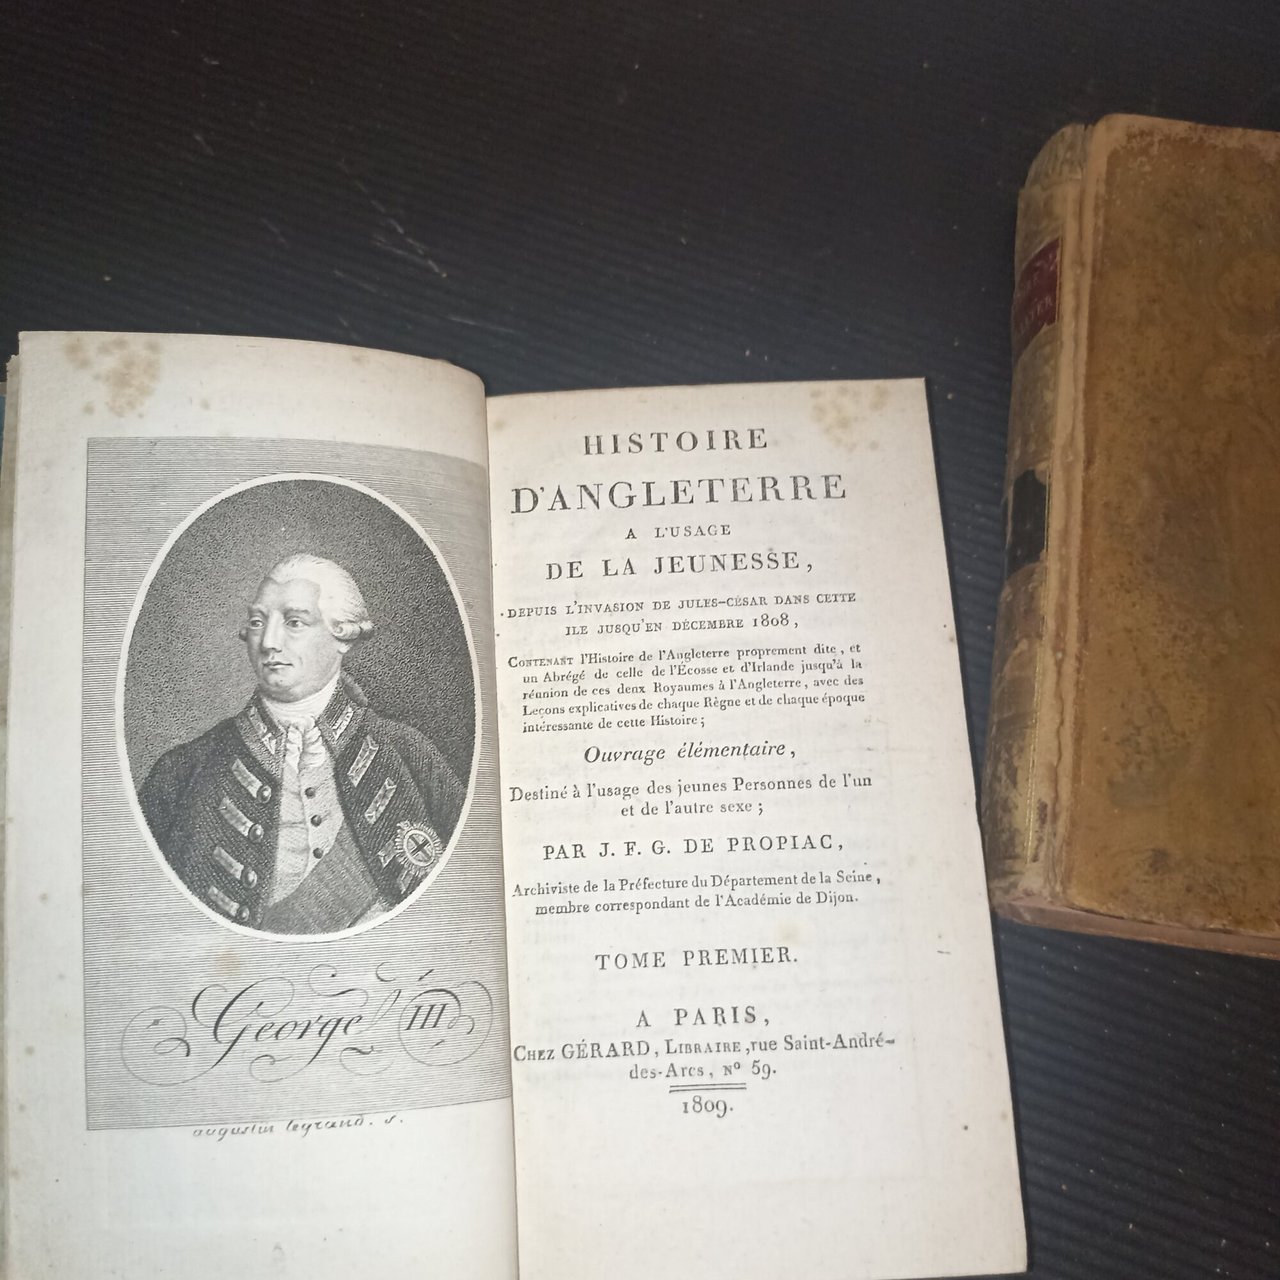 George III
augustin legrand. s.
HISTOIRE
D'ANGLETERRE
A L'USAGE
DE LA JEUNESSE,
DEPUIS L'INVASION DE JULES-CÉSAR DANS CETTE
ILE JUSQU'EN DÉCEMBRE 1808,
CONTENANT l'Histoire de l'Angleterre proprement dite, et
un Abrégé de celle de l'Écosse et d'Irlande jusqu'à la
réunion de ces deux Royaumes à l'Angleterre, avec des
Leçons explicatives de chaque Règne et de chaque époque
intéressante de cette Histoire;
Ouvrage élémentaire,
Destiné à l'usage des jeunes Personnes de l'un
et de l'autre sexe;
PAR J. F. G. DE PROPIAC,
Archiviste de la Préfecture du Département de la Seine,
membre correspondant de l'Académie de Dijon.
TOME PREMIER.
A PARIS,
CHEZ GÉRARD, LIBRAIRE, rue Saint-André-
des-Arcs, N° 59.
1809.